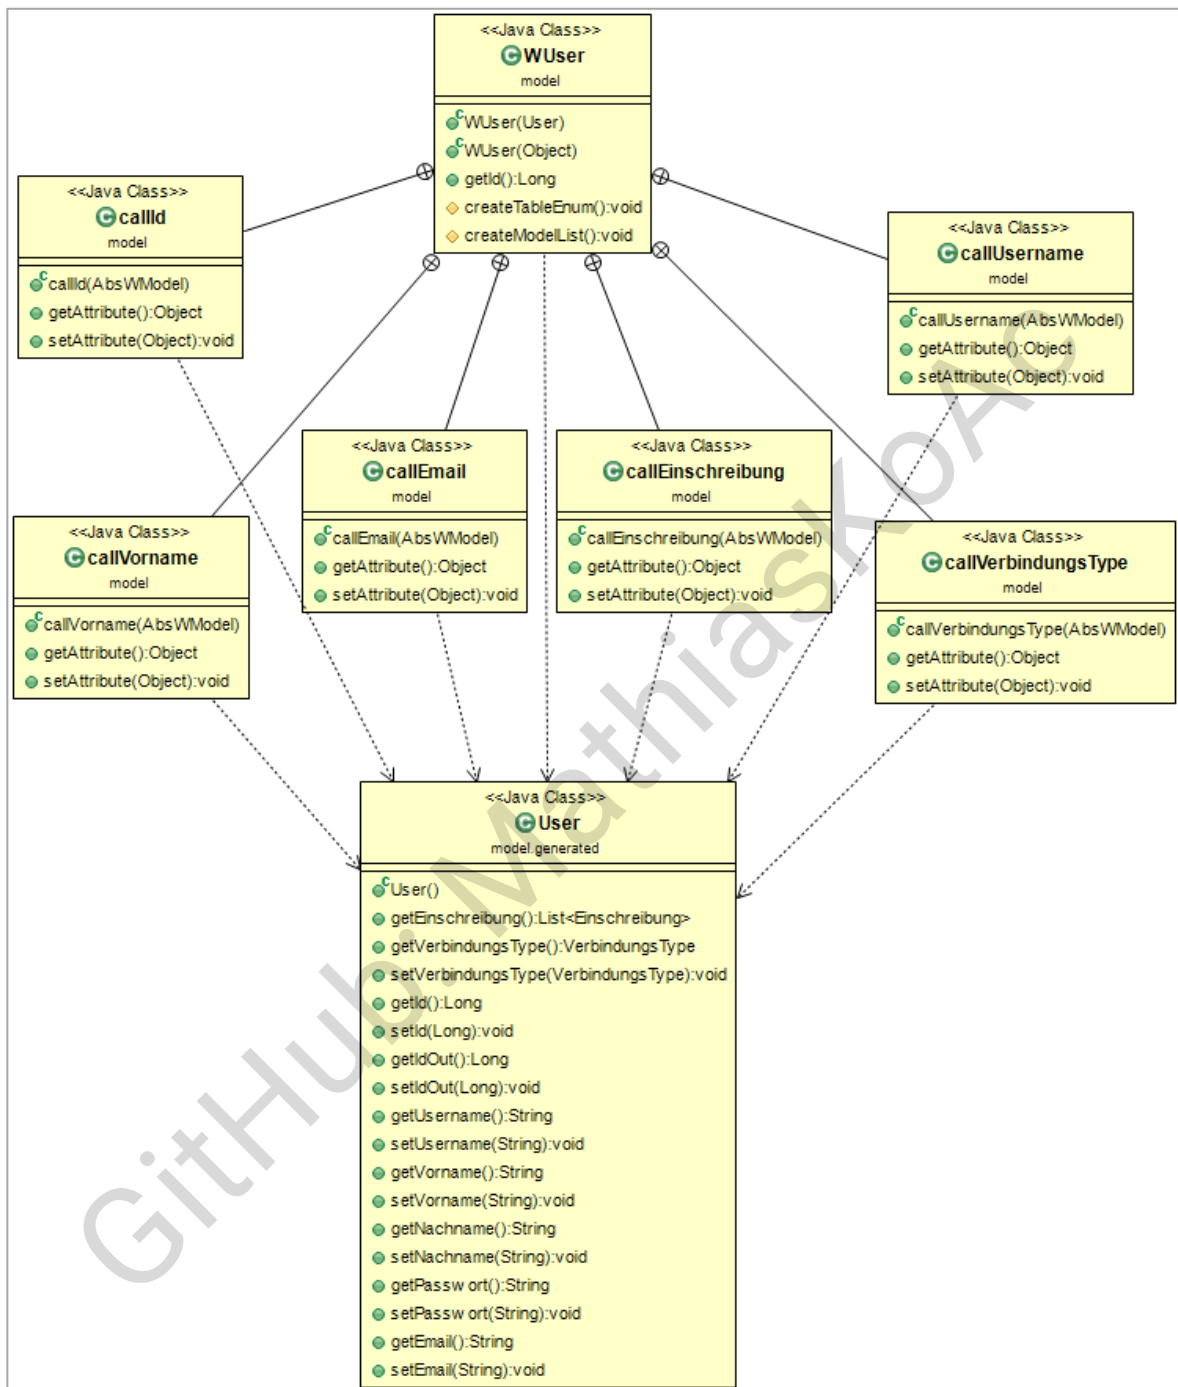 <<Java Class>>
WUser
model
WUser(User)
WUser(Object)
getId():Long
createTableEnum():void
createModelList():void
<<Java Class>>
callId
model
callId(AbsWModel)
getAttribute():Object
setAttribute(Object):void
<<Java Class>>
callUsername
model
callUsername(AbsWModel)
getAttribute():Object
setAttribute(Object):void
<<Java Class>>
callEmail
model
callEmail(AbsWModel)
getAttribute():Object
setAttribute(Object):void
<<Java Class>>
callEinschreibung
model
callEinschreibung(AbsWModel)
getAttribute():Object
setAttribute(Object):void
<<Java Class>>
callVorname
model
callVorname(AbsWModel)
getAttribute():Object
setAttribute(Object):void
<<Java Class>>
callVerbindungsType
model
callVerbindungsType(AbsWModel)
getAttribute():Object
setAttribute(Object):void
<<Java Class>>
User
model.generated
User()
getEinschreibung():List<Einschreibung>
getVerbindungsType():VerbindungsType
setVerbindungsType(VerbindungsType):void
getId():Long
setId(Long):void
getIdOut():Long
setIdOut(Long):void
getUsername():String
setUsername(String):void
getVorname():String
setVorname(String):void
getNachname():String
setNachname(String):void
getPasswort():String
setPasswort(String):void
getEmail():String
setEmail(String):void
GitHub: MathiasKoAc